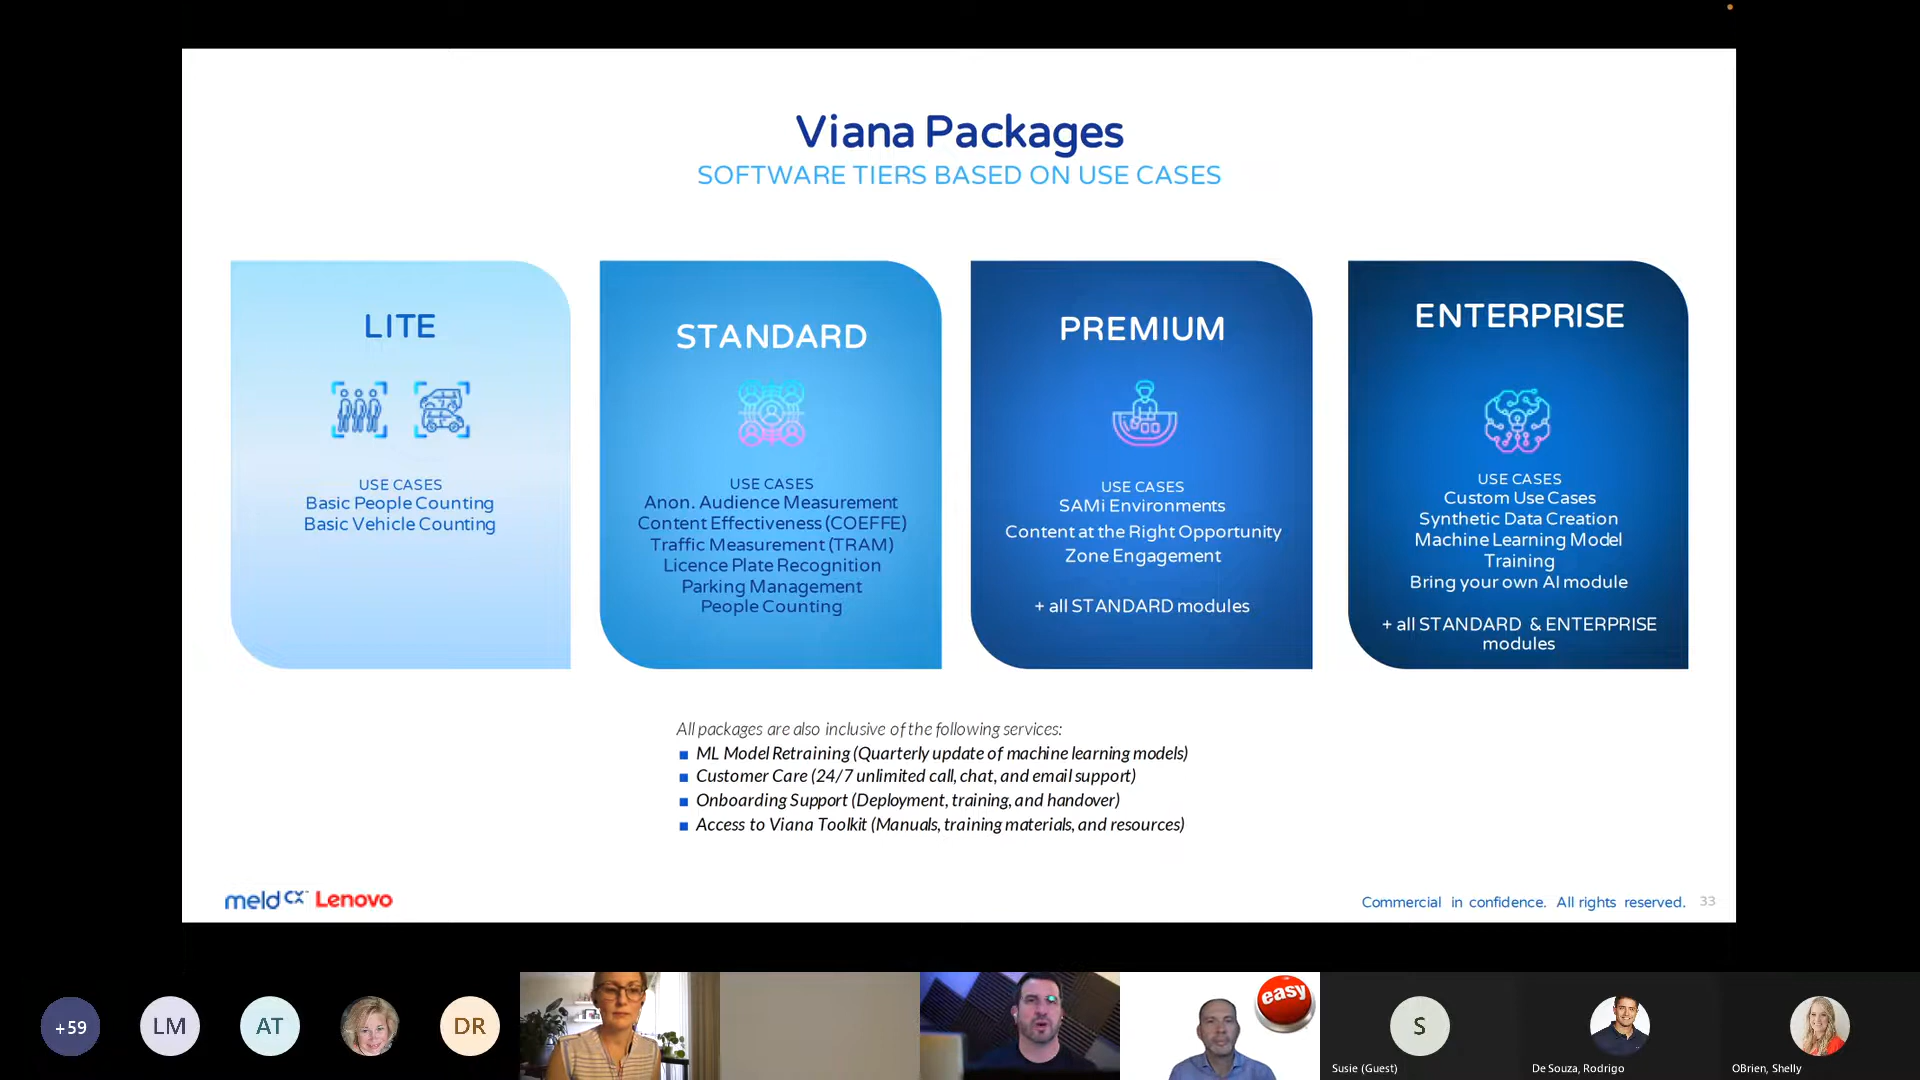 Viana Packages
SOFTWARE TIERS BASED ON USE CASES
LITE
USE CASES
Basic People Counting
Basic Vehicle Counting
STANDARD
USE CASES
Anon. Audience Measurement
Content Effectiveness (COEFFE)
Traffic Measurement (TRAM)
Licence Plate Recognition
Parking Management
People Counting
PREMIUM
USE CASES
SAMi Environments
Content at the Right Opportunity
Zone Engagement
+ all STANDARD modules
ENTERPRISE
USE CASES
Custom Use Cases
Synthetic Data Creation
Machine Learning Model
Training
Bring your own AI module
+ all STANDARD & ENTERPRISE
modules
All packages are also inclusive of the following services:
ML Model Retraining (Quarterly update of machine learning models)
Customer Care (24/7 unlimited call, chat, and email support)
Onboarding Support (Deployment, training, and handover)
Access to Viana Toolkit (Manuals, training materials, and resources)
meld CX Lenovo
Commercial in confidence. All rights reserved. 33
+59
LM
AT
DR
easy
S
Susie (Guest)
De Souza, Rodrigo
OBrien, Shelly